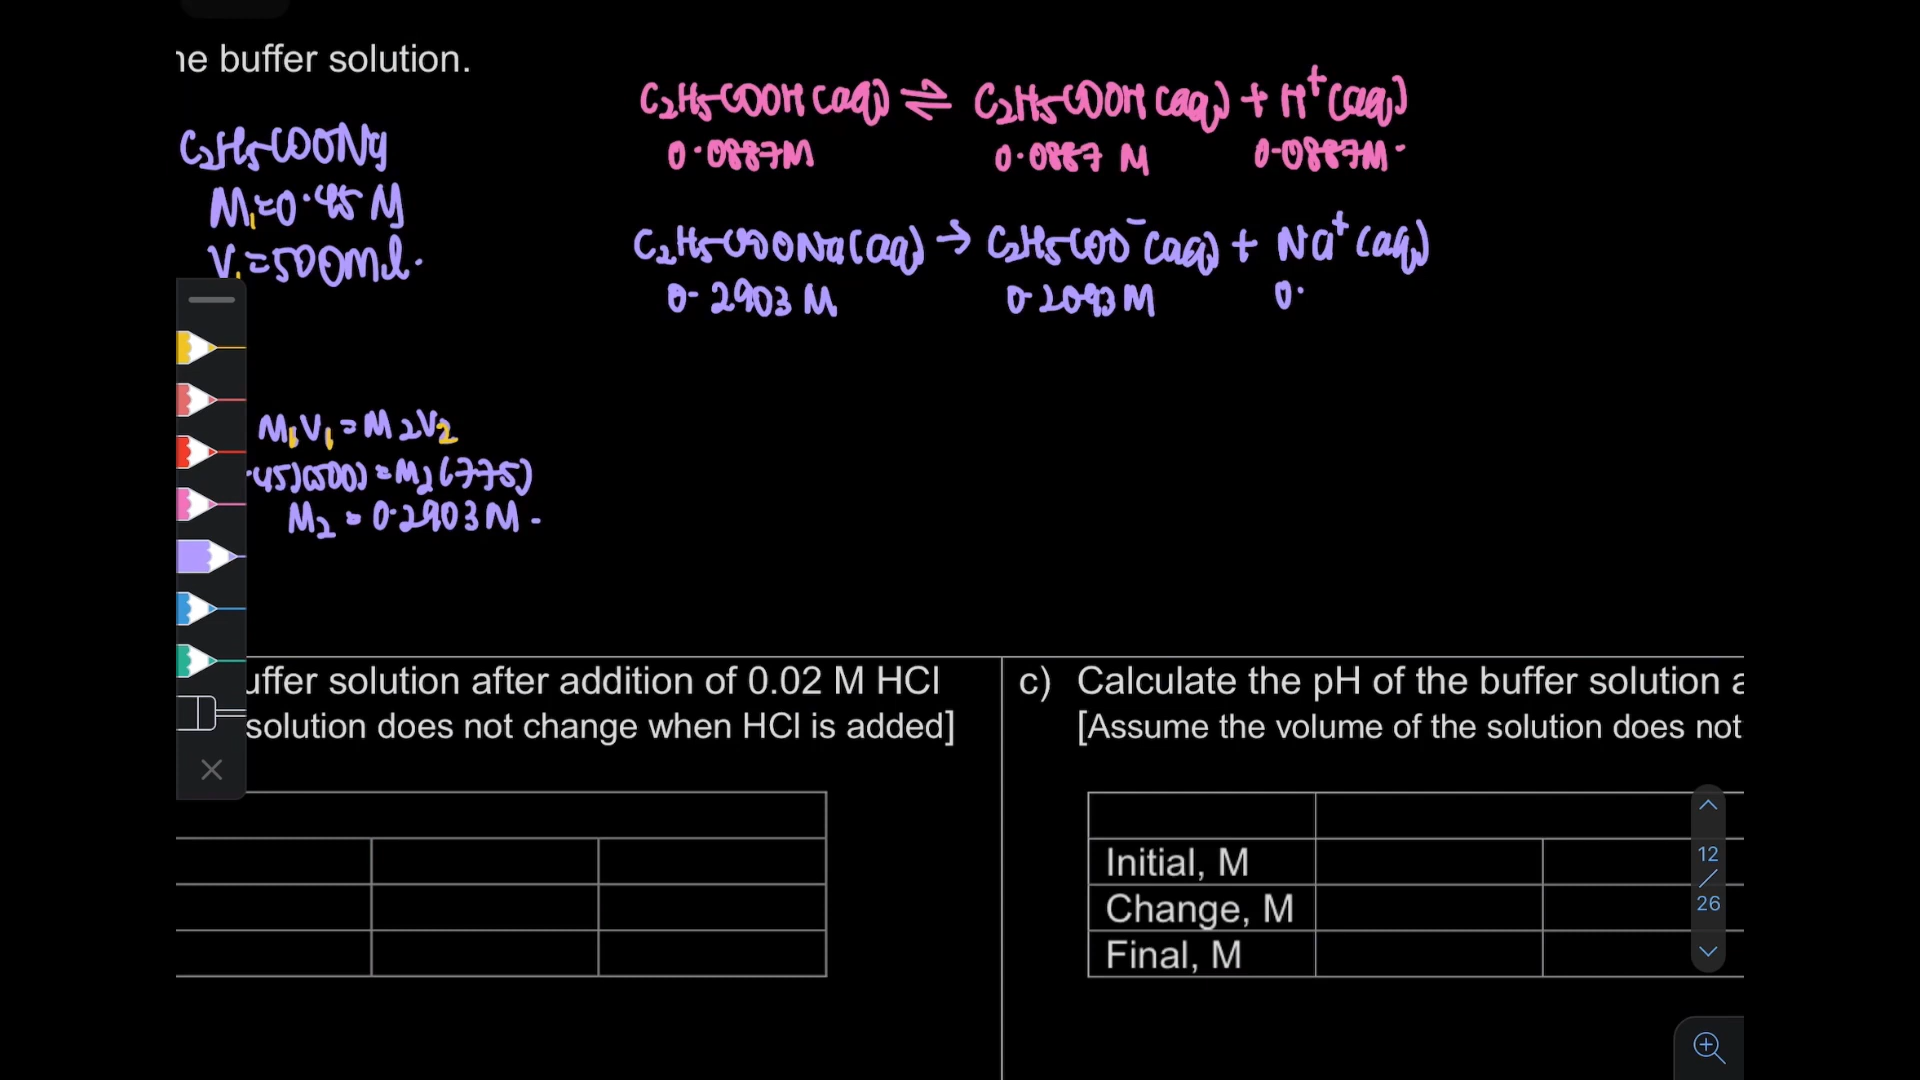 he buffer solution.
C2H5COOH (aq) ⇌ C2H5COOH (aq) + H+ (aq)
0.0887M 0.0887 M 0.0887M.
C2H5COONa
M1=0.45 M
V1=500ml.
C2H5COONa (aq) → C2H5COO- (aq) + Na+ (aq)
0.2903 M 0.2093 M 0.
M1V1 = M2V2
.45)(500) = M2 (775)
M2 = 0.2903 M.
uffer solution after addition of 0.02 M HCl
solution does not change when HCl is added]
c) Calculate the pH of the buffer solution a
[Assume the volume of the solution does not
Initial, M
Change, M
Final, M
12
/
26